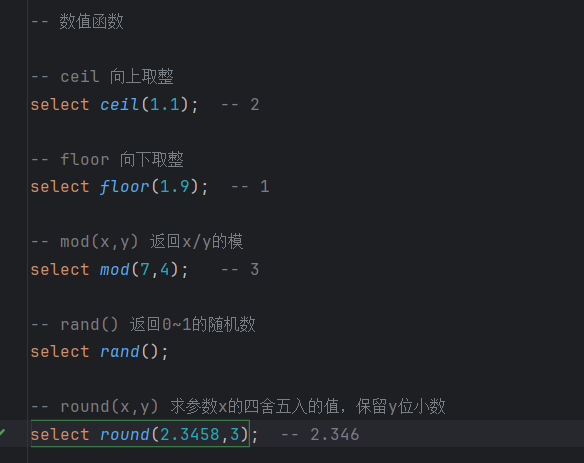 -- 数值函数
-- ceil 向上取整
select ceil(1.1);  -- 2
-- floor 向下取整
select floor(1.9);  -- 1
-- mod(x,y) 返回x/y的模
select mod(7,4);   -- 3
-- rand() 返回0~1的随机数
select rand();
-- round(x,y) 求参数x的四舍五入的值，保留y位小数
select round(2.3458,3);  -- 2.346